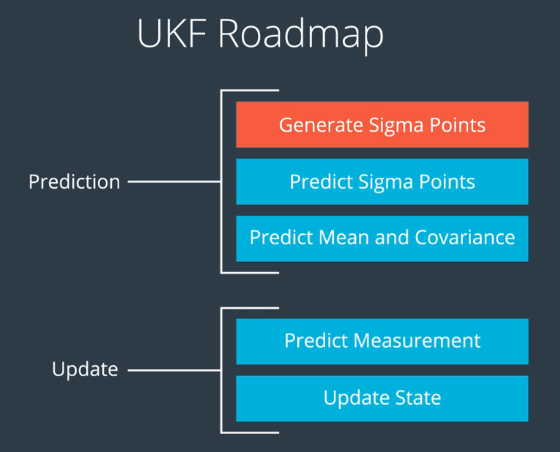 UKF Roadmap
Prediction
Generate Sigma Points
Predict Sigma Points
Predict Mean and Covariance
Update
Predict Measurement
Update State